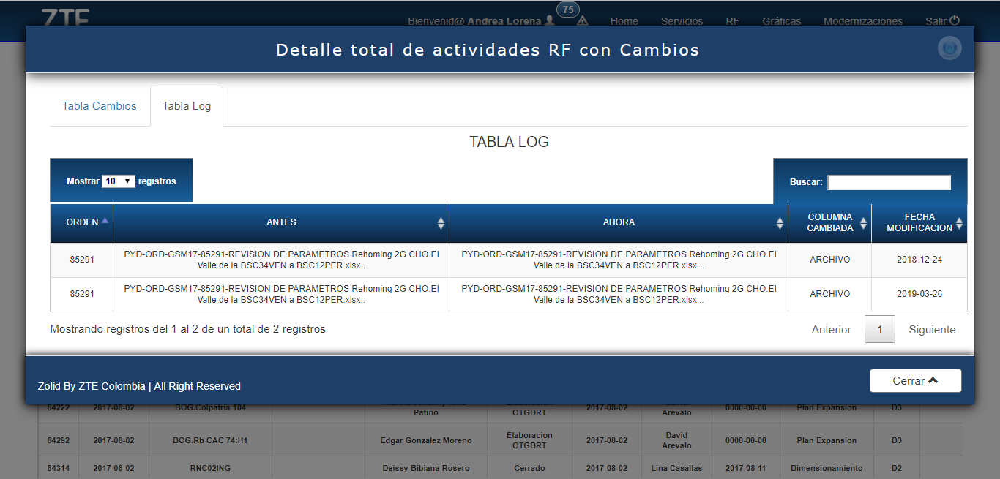 ZTE
Bienvenid@ Andrea Lorena
75
Home Servicios RF Gráficas Modernizaciones Salir
Detalle total de actividades RF con Cambios
Tabla Cambios Tabla Log
TABLA LOG
Mostrar 10 registros
Buscar:
ORDEN ANTES AHORA COLUMNA CAMBIADA FECHA MODIFICACION
85291 PYD-ORD-GSM17-85291-REVISION DE PARAMETROS Rehoming 2G CHO.El PYD-ORD-GSM17-85291-REVISION DE PARAMETROS Rehoming 2G CHO.El ARCHIVO 2018-12-24
Valle de la BSC34VEN a BSC12PER.xlsx.. Valle de la BSC34VEN a BSC12PER.xlsx...
85291 PYD-ORD-GSM17-85291-REVISION DE PARAMETROS Rehoming 2G CHO.El PYD-ORD-GSM17-85291-REVISION DE PARAMETROS Rehoming 2G CHO.El ARCHIVO 2019-03-26
Valle de la BSC34VEN a BSC12PER.xlsx.. Valle de la BSC34VEN a BSC12PER.xlsx...
Mostrando registros del 1 al 2 de un total de 2 registros
Anterior 1 Siguiente
Zolid By ZTE Colombia | All Right Reserved
Cerrar
84222 2017-08-02 BOG.Colpatria 104 Patino OTGDRT 2017-08-02 Arevalo 0000-00-00 Plan Expansion D3
84292 2017-08-02 BOG.Rb CAC 74:H1 Edgar Gonzalez Moreno Elaboracion OTGDRT 2017-08-02 David Arevalo 0000-00-00 Plan Expansion D3
84314 2017-08-02 RNC02ING Deissy Bibiana Rosero Cerrado 2017-08-02 Lina Casallas 2017-08-11 Dimensionamiento D2